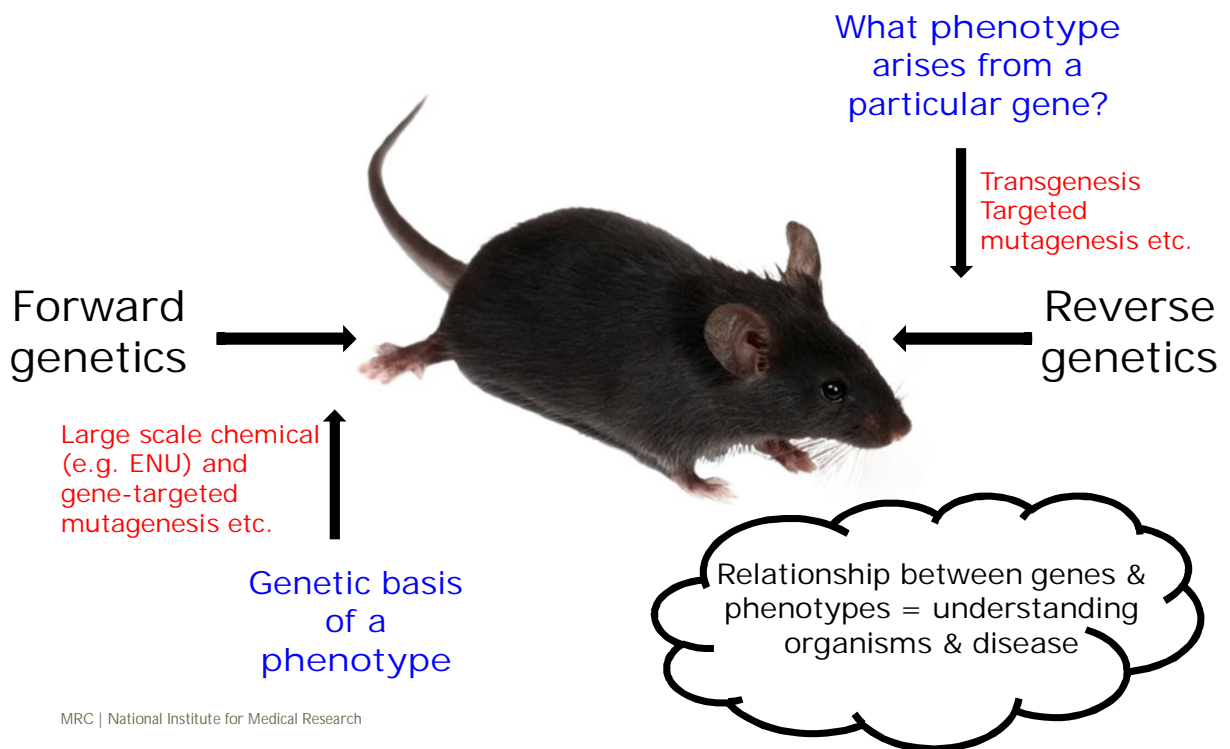 What phenotype
arises from a
particular gene?
Transgenesis
Targeted
mutagenesis etc.
Forward
genetics
Reverse
genetics
Large scale chemical
(e.g. ENU) and
gene-targeted
mutagenesis etc.
Genetic basis
of a
phenotype
Relationship between genes &
phenotypes = understanding
organisms & disease
MRC | National Institute for Medical Research